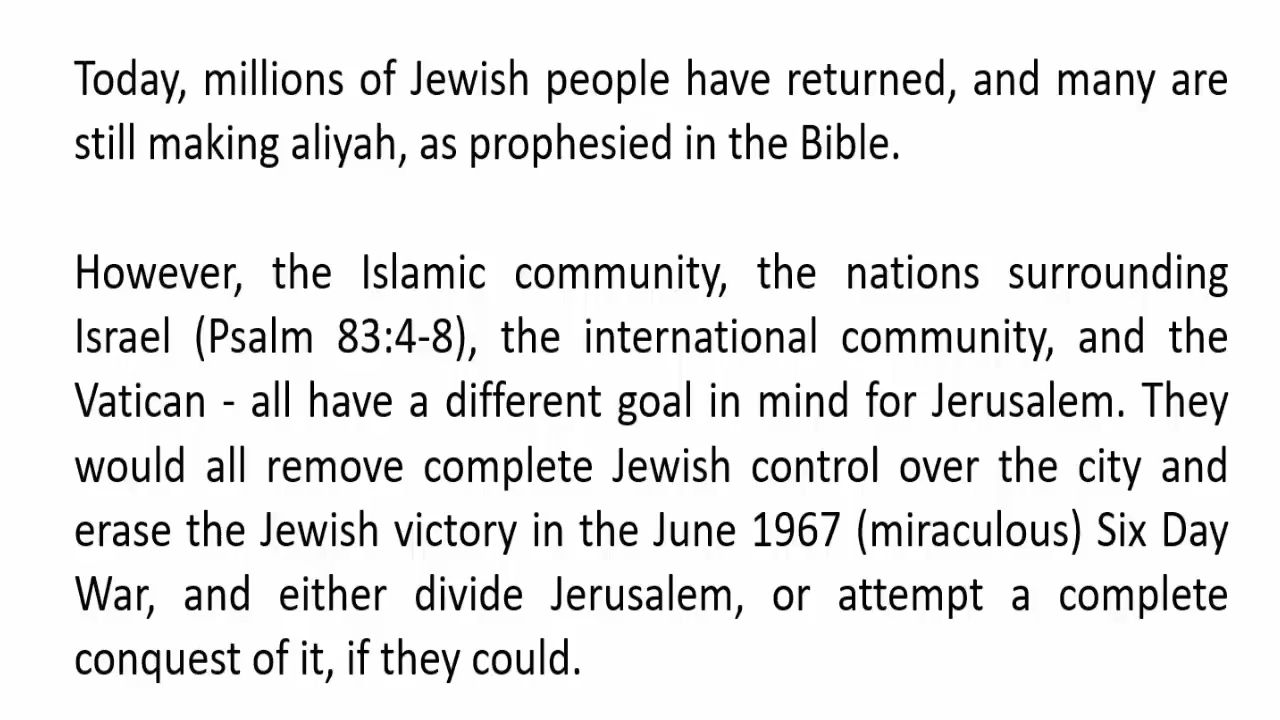 Today, millions of Jewish people have returned, and many are
still making aliyah, as prophesied in the Bible.
However, the Islamic community, the nations surrounding
Israel (Psalm 83:4-8), the international community, and the
Vatican - all have a different goal in mind for Jerusalem. They
would all remove complete Jewish control over the city and
erase the Jewish victory in the June 1967 (miraculous) Six Day
War, and either divide Jerusalem, or attempt a complete
conquest of it, if they could.